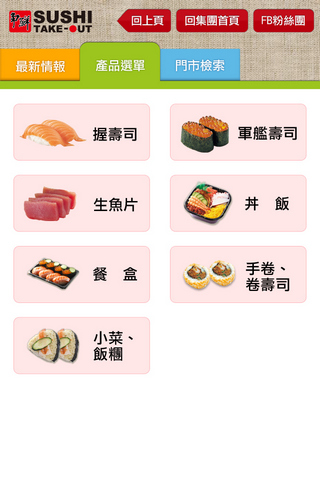 SUSHI
TAKE-OUT
回上頁
回集團首頁
FB粉絲團
最新情報
產品選單
門市檢索
握壽司
軍艦壽司
生魚片
丼 飯
餐 盒
手卷、
卷壽司
小菜、
飯糰